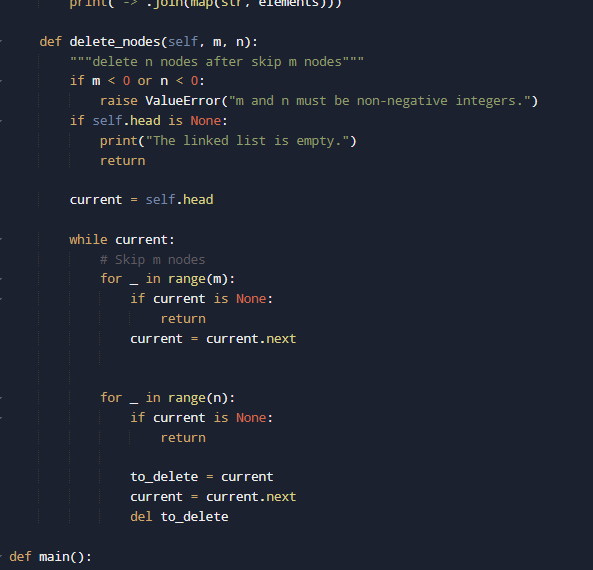 print( -> .join(map(str, elements)))
def delete_nodes(self, m, n):
"""delete n nodes after skip m nodes"""
if m < 0 or n < 0:
raise ValueError("m and n must be non-negative integers.")
if self.head is None:
print("The linked list is empty.")
return
current = self.head
while current:
# Skip m nodes
for _ in range(m):
if current is None:
return
current = current.next
for _ in range(n):
if current is None:
return
to_delete = current
current = current.next
del to_delete
def main():